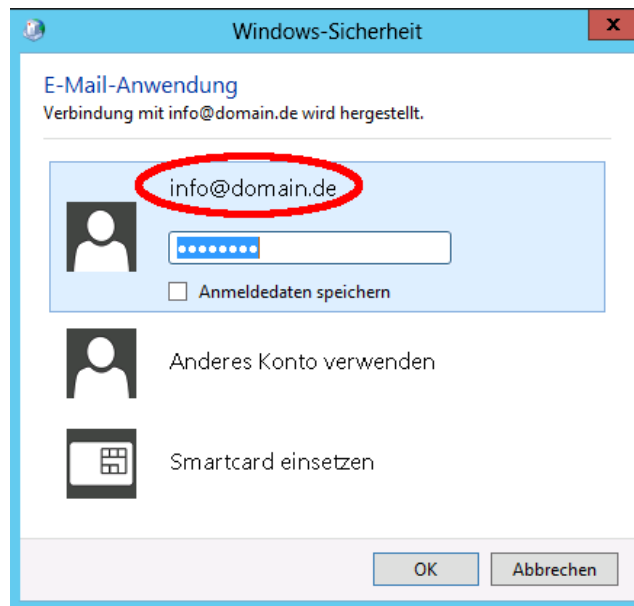 Windows-Sicherheit
x
E-Mail-Anwendung
Verbindung mit info@domain.de wird hergestellt.
info@domain.de
Anmeldedaten speichern
Anderes Konto verwenden
Smartcard einsetzen
OK Abbrechen